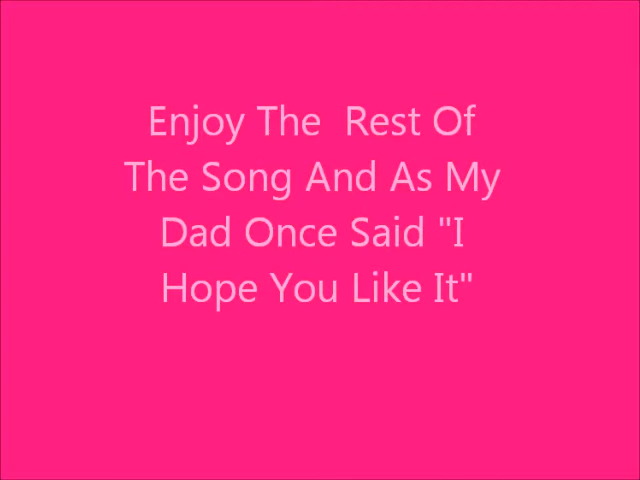 Enjoy The  Rest Of
The Song And As My
Dad Once Said "I
Hope You Like It"